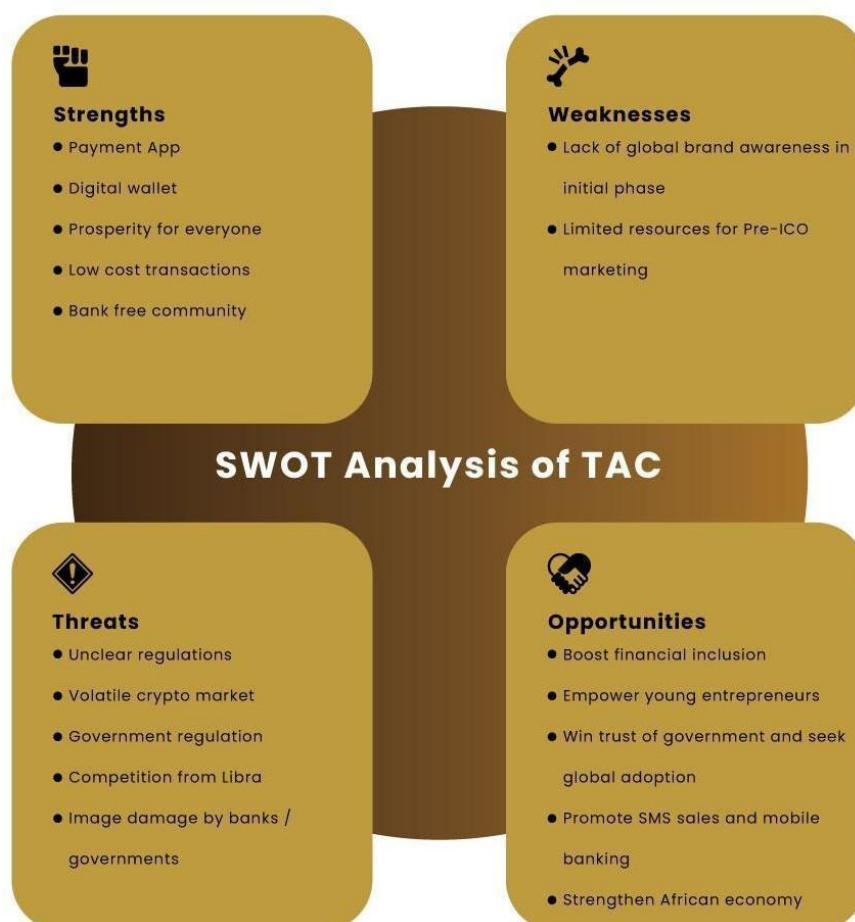 Strengths
• Payment App
• Digital wallet
• Prosperity for everyone
• Low cost transactions
• Bank free community
Weaknesses
• Lack of global brand awareness in
initial phase
• Limited resources for Pre-ICO
marketing
SWOT Analysis of TAC
Threats
• Unclear regulations
• Volatile crypto market
• Government regulation
• Competition from Libra
• Image damage by banks /
governments
Opportunities
• Boost financial inclusion
• Empower young entrepreneurs
• Win trust of government and seek
global adoption
• Promote SMS sales and mobile
banking
• Strengthen African economy